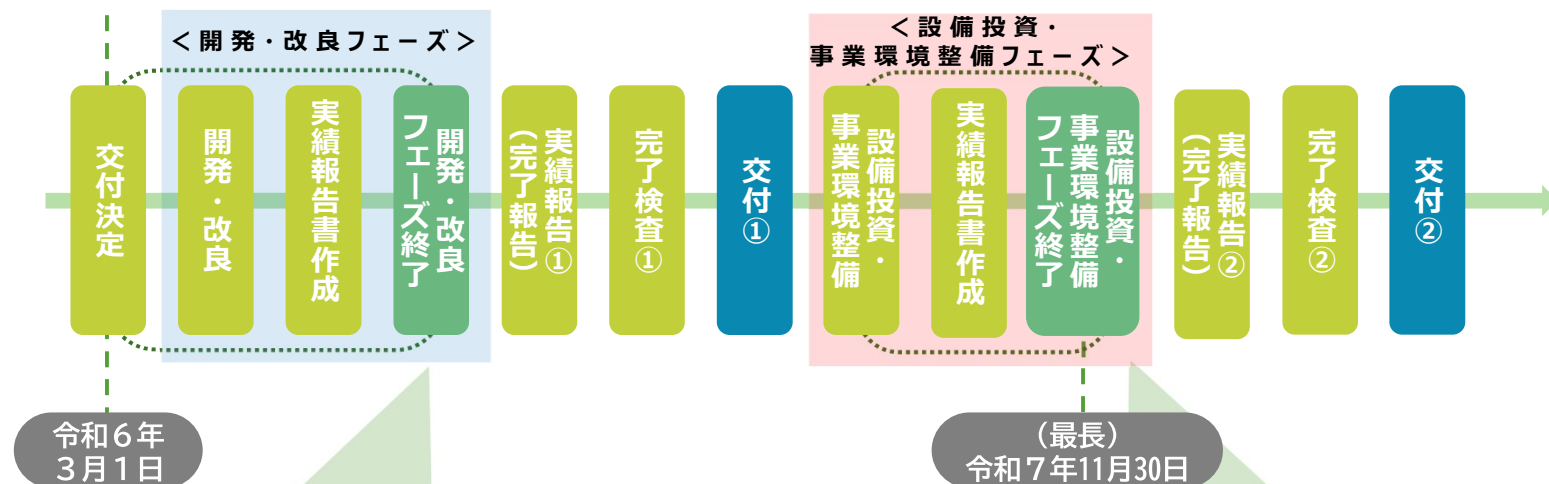 ＜開発・改良フェーズ＞
＜設備投資・
事業環境整備フェーズ＞
交付決定
開発・改良
実績報告書作成
開発・改良
フェーズ終了
実績報告①
（完了報告）
完了検査①
交付①
設備投資・
事業環境整備
実績報告書作成
設備投資・
事業環境整備
フェーズ終了
実績報告②
（完了報告）
完了検査②
交付②
令和６年
３月１日
（最長）
令和７年11月30日